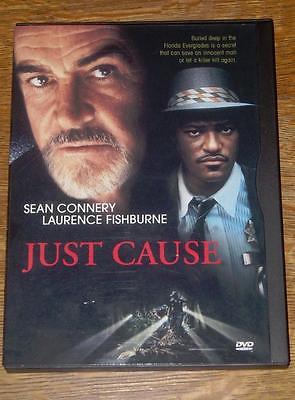 Buried deep in the
Florida Everglades is a secret
that can save an innocent man
or let a killer kill again.
SEAN CONNERY
LAURENCE FISHBURNE
JUST CAUSE
DVD